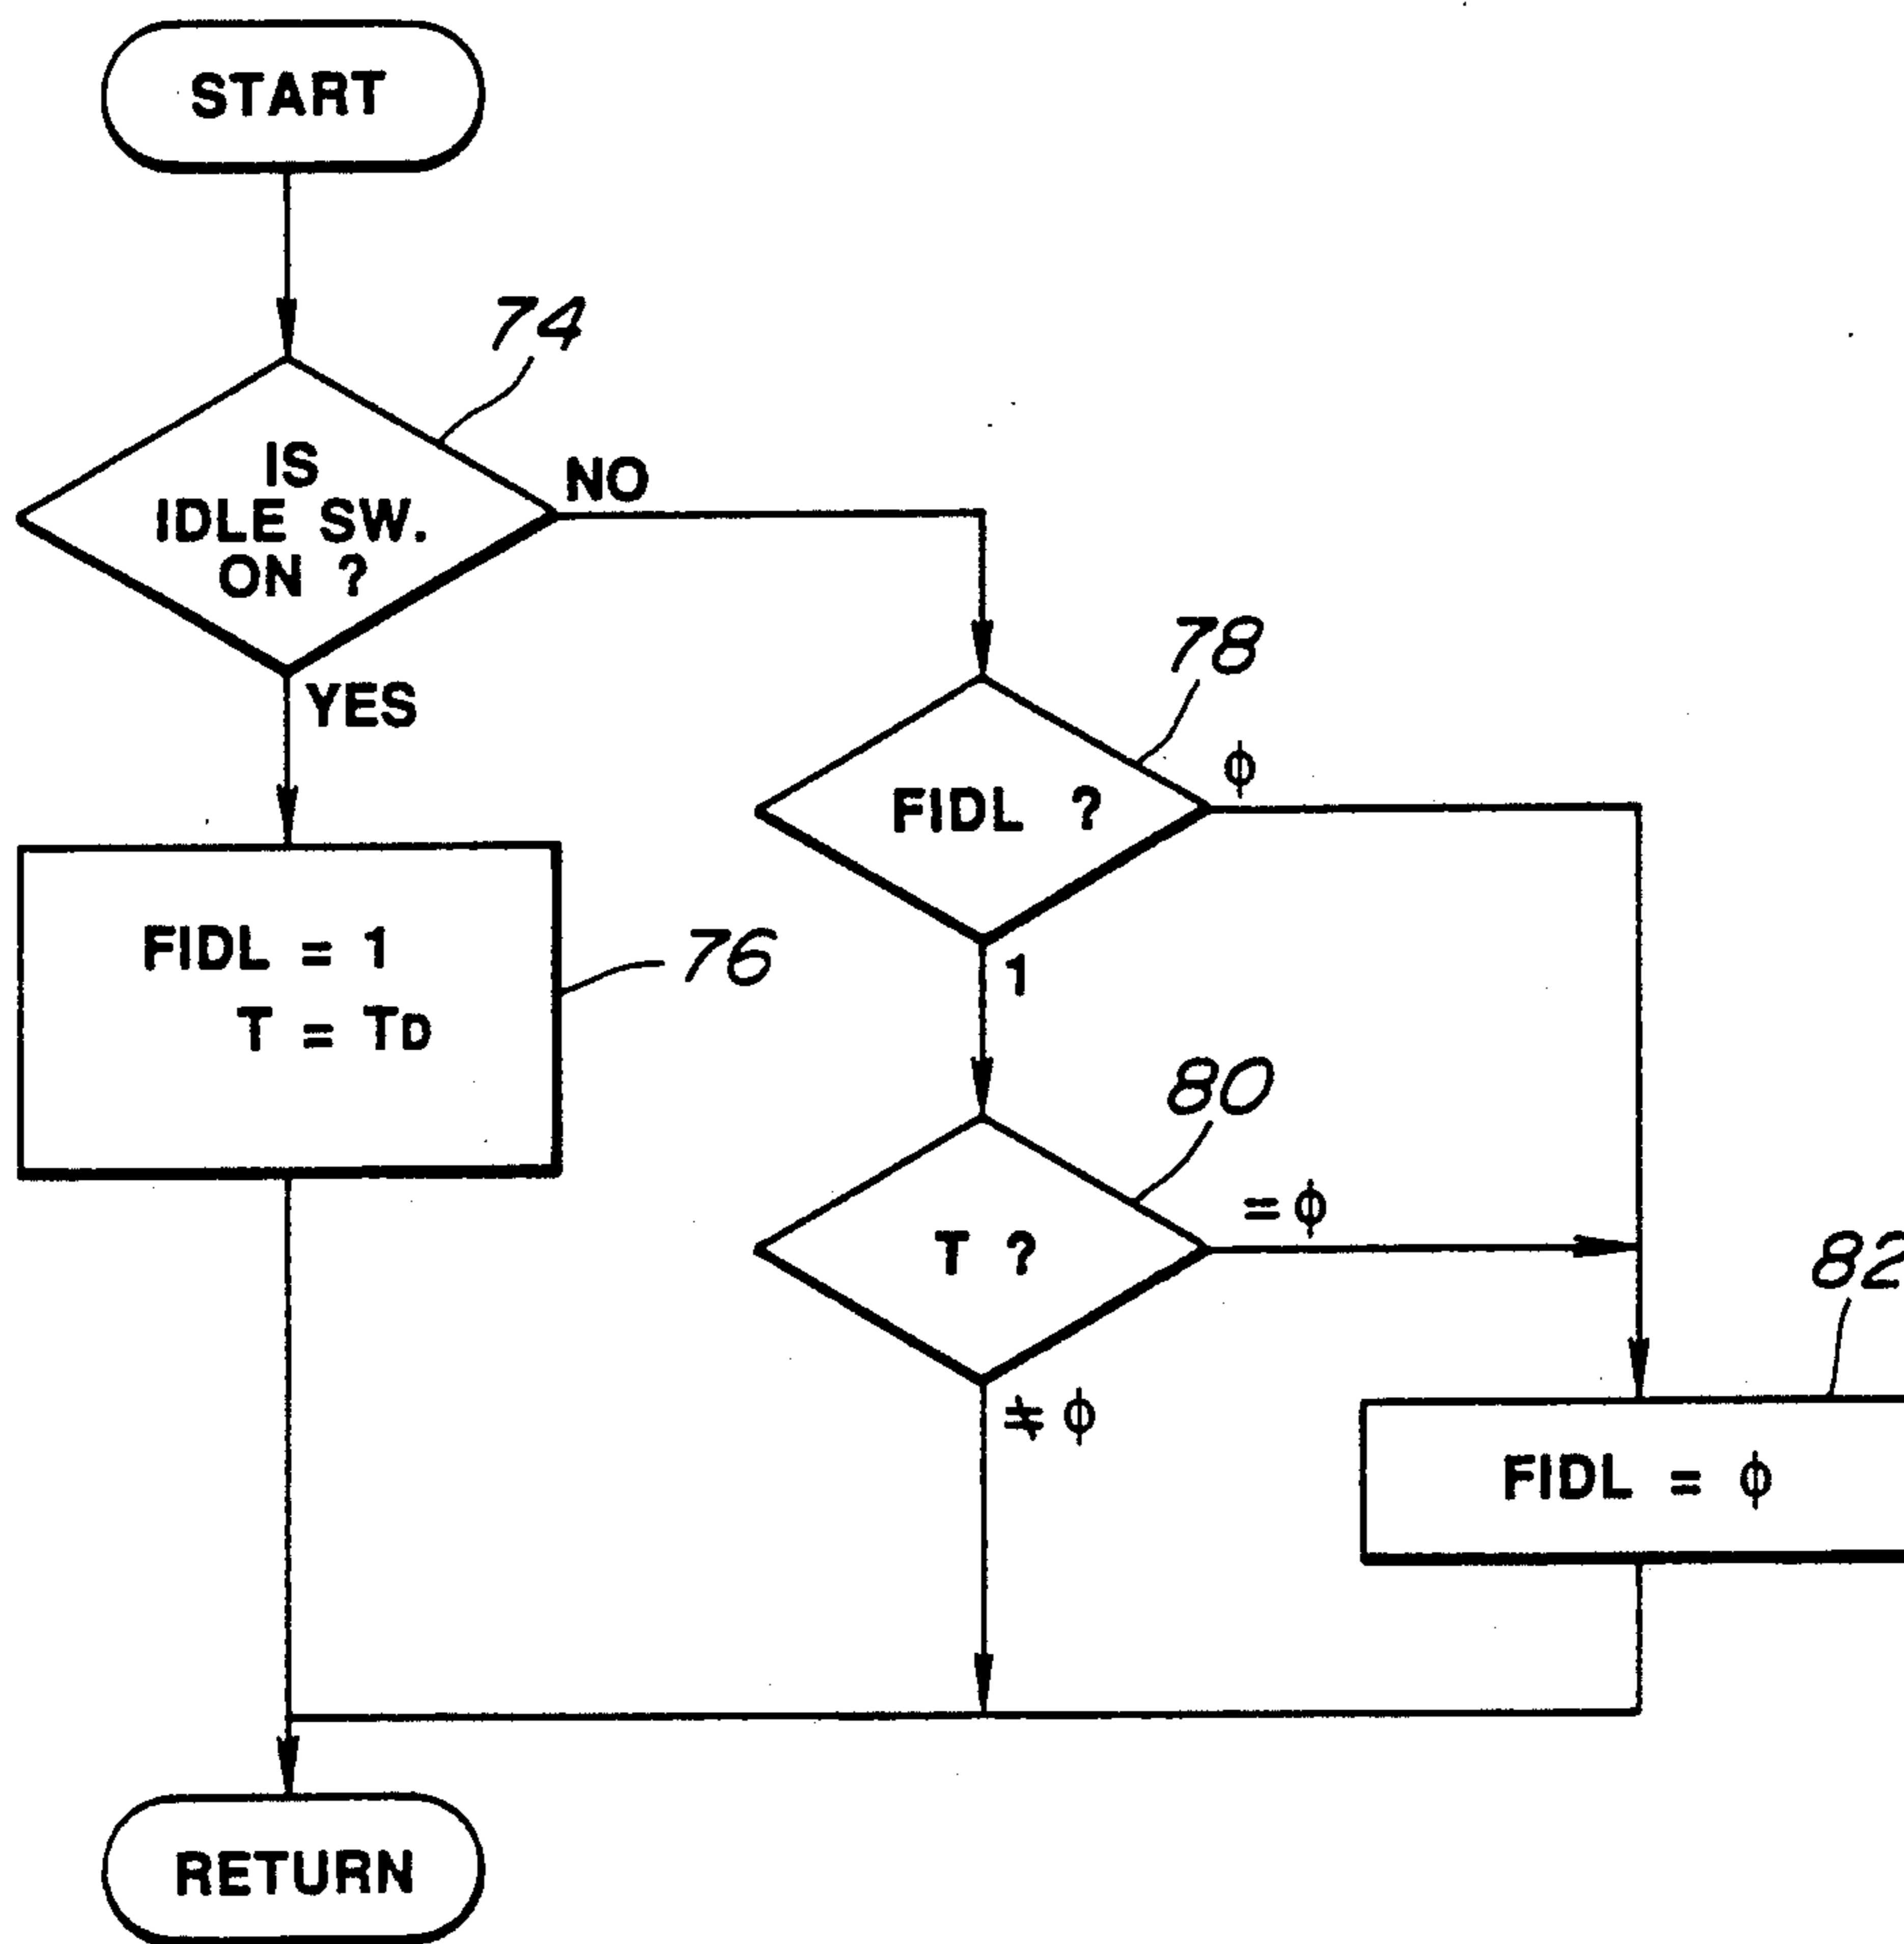 START
74
IS
IDLE SW.
ON ?
NO
YES
78
FIDL ?
ϕ
1
FIDL = 1
T = TD
76
80
T ?
= ϕ
≠ ϕ
82
FIDL = ϕ
RETURN